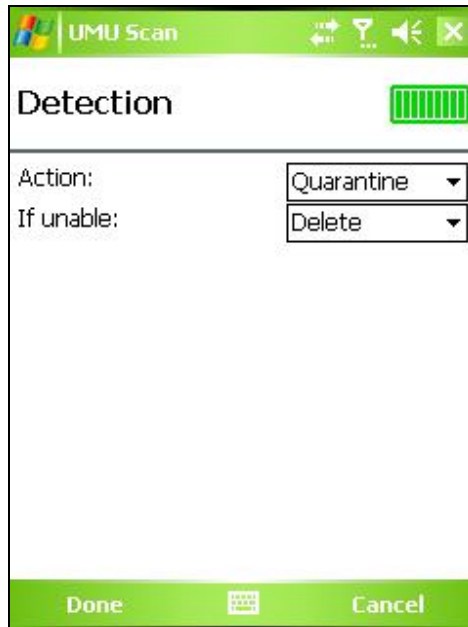 UMU Scan
Detection
Action: Quarantine
If unable: Delete
Done Cancel